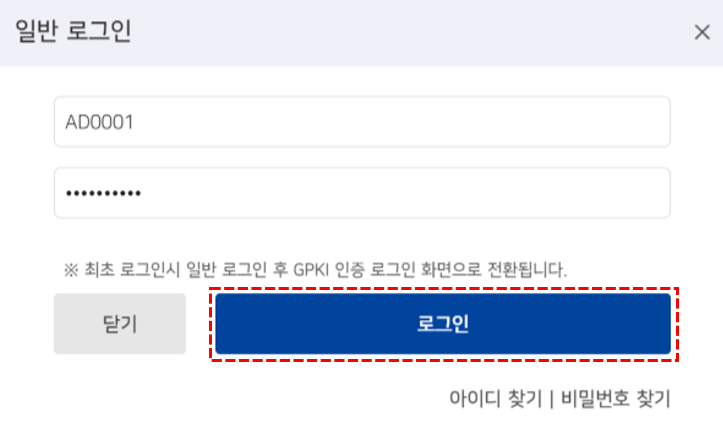 일반 로그인
AD0001
••••••••••
※ 최초 로그인시 일반 로그인 후 GPKI 인증 로그인 화면으로 전환됩니다.
닫기
로그인
아이디 찾기 | 비밀번호 찾기